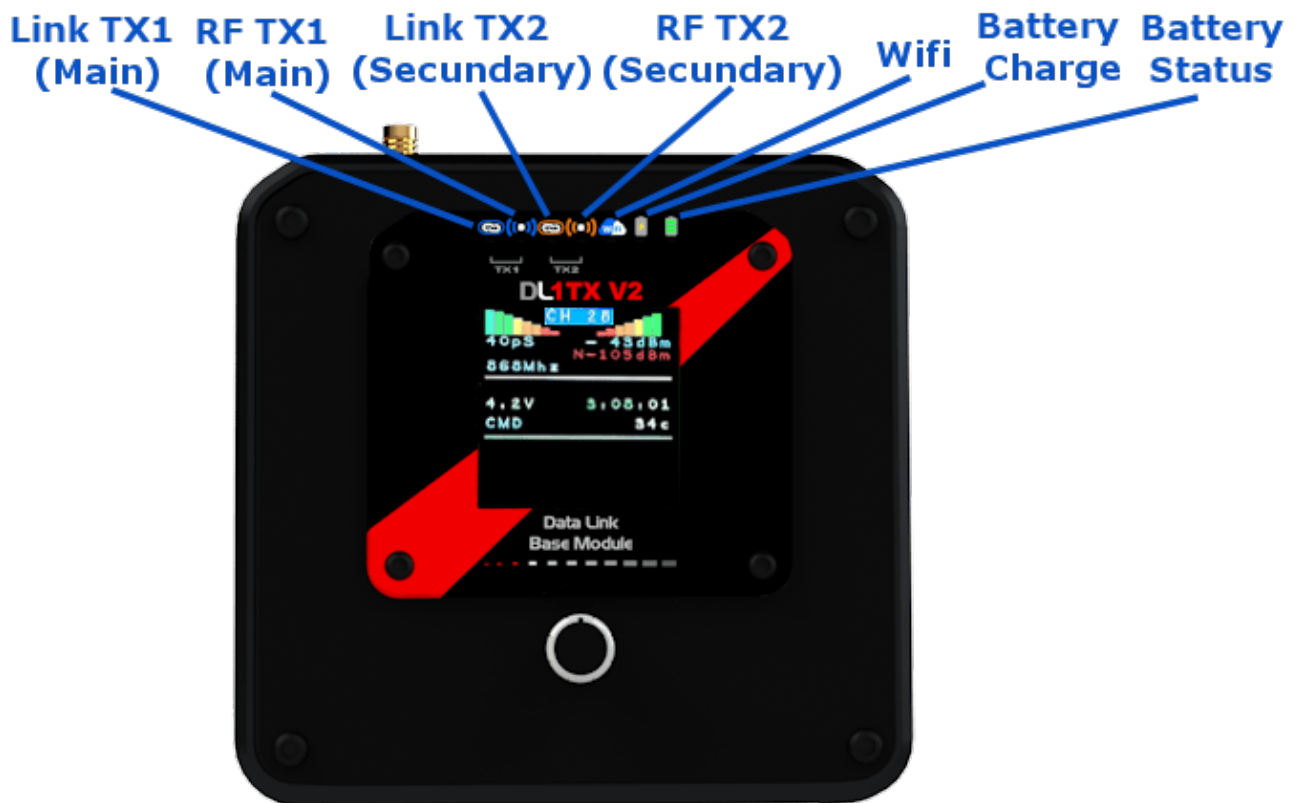 Link TX1
(Main)
RF TX1
(Main)
Link TX2
(Secundary)
RF TX2
(Secundary)
Wifi
Battery
Charge
Battery
Status
wifi
TX1
TX2
DL1TX V2
CH 28
40pS
- 43dBm
N-105dBm
868Mhz
4.2V
3:08:01
CMD
34c
Data Link
Base Module